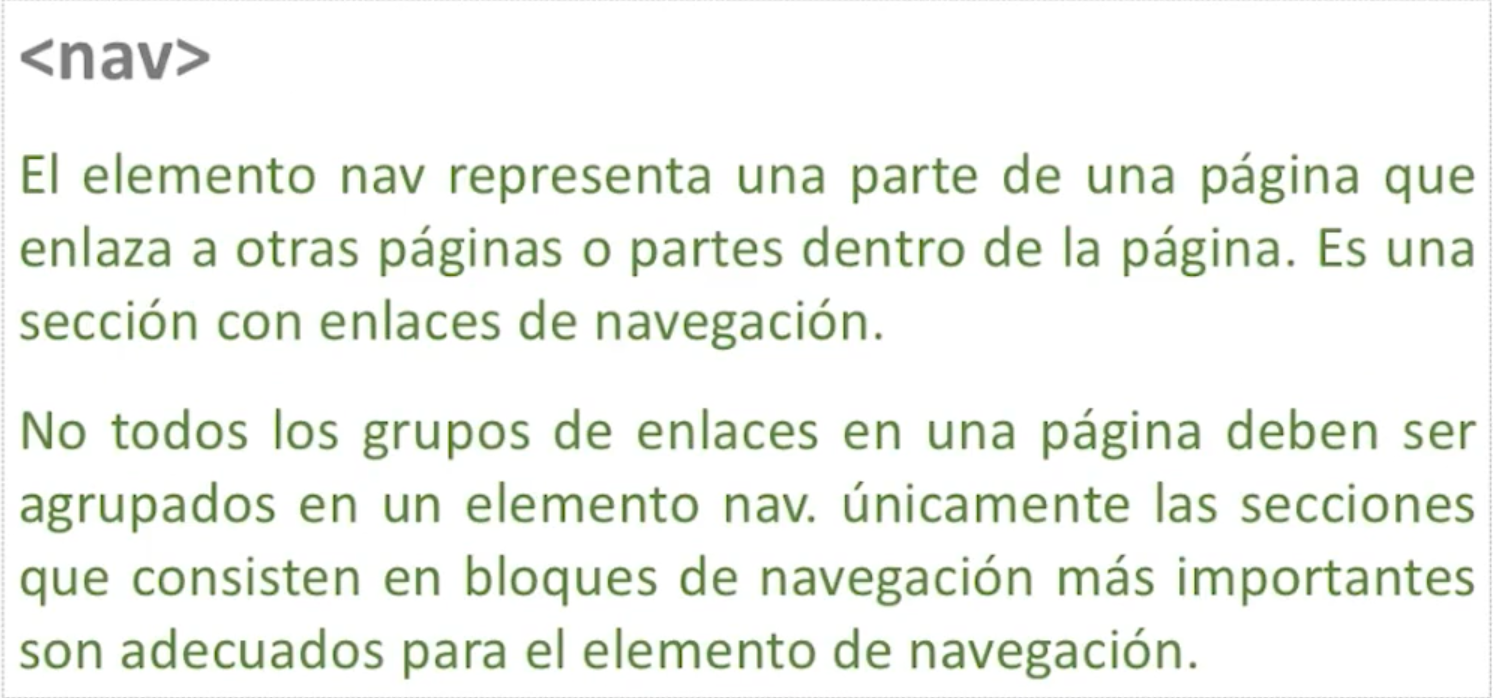 <nav>
El elemento nav representa una parte de una página que
enlaza a otras páginas o partes dentro de la página. Es una
sección con enlaces de navegación.
No todos los grupos de enlaces en una página deben ser
agrupados en un elemento nav. únicamente las secciones
que consisten en bloques de navegación más importantes
son adecuados para el elemento de navegación.